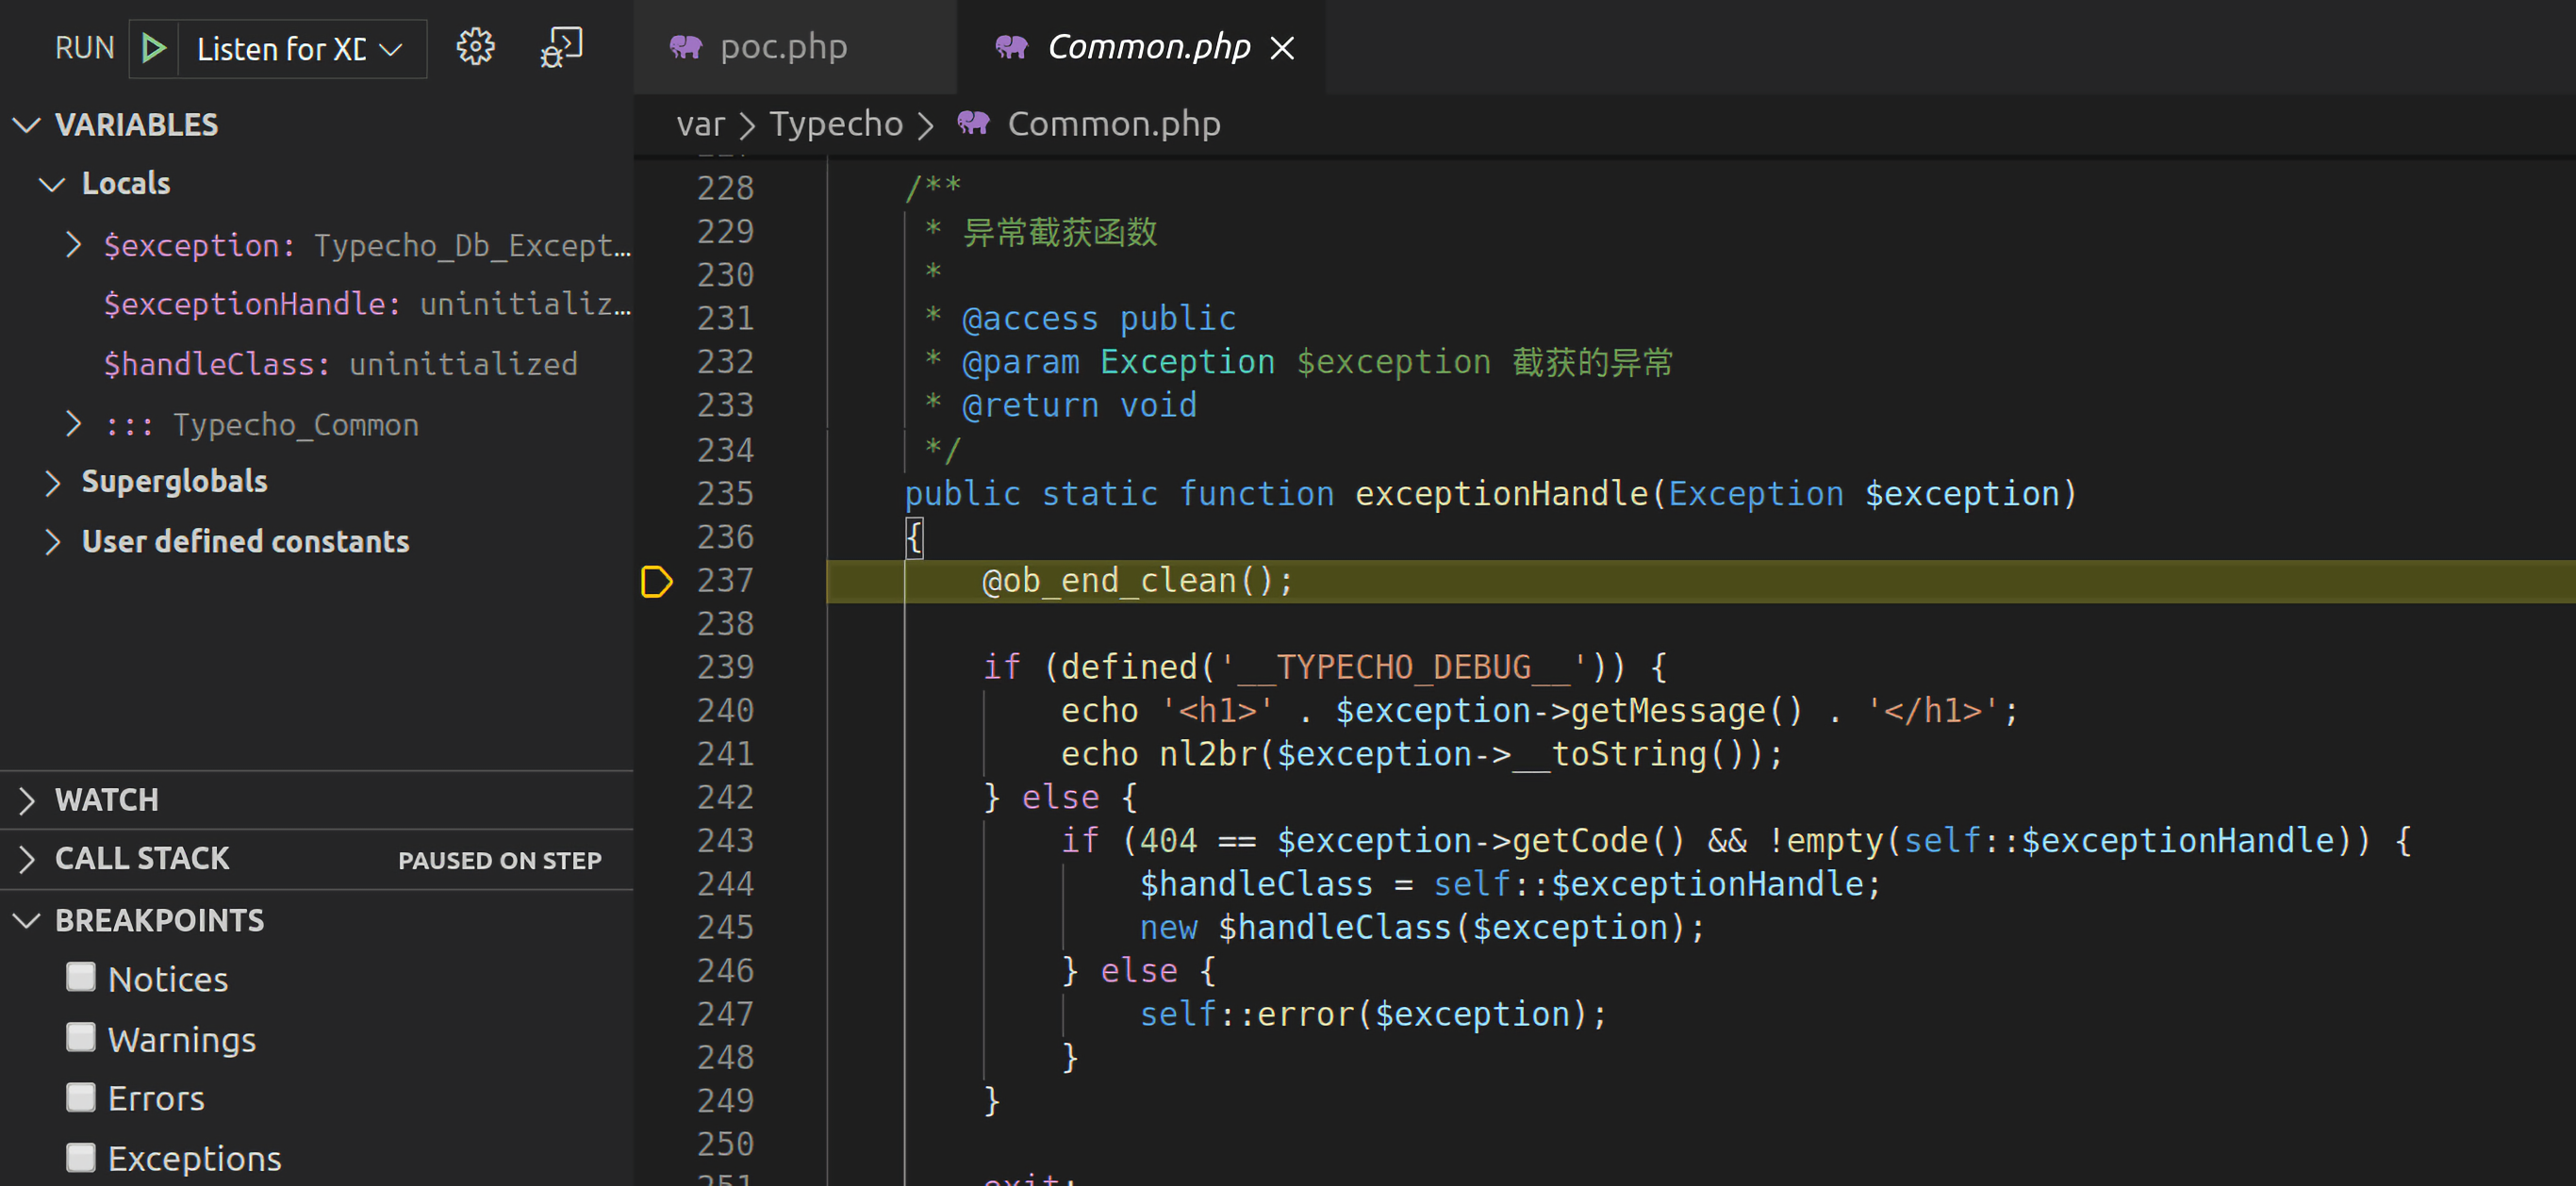 RUN
Listen for XD
VARIABLES
Locals
$exception: Typecho_Db_Except…
$exceptionHandle: uninitializ…
$handleClass: uninitialized
::: Typecho_Common
Superglobals
User defined constants
WATCH
CALL STACK PAUSED ON STEP
BREAKPOINTS
Notices
Warnings
Errors
Exceptions
poc.php
Common.php
var > Typecho > Common.php
228 /**
229 * 异常截获函数
230 *
231 * @access public
232 * @param Exception $exception 截获的异常
233 * @return void
234 */
235 public static function exceptionHandle(Exception $exception)
236 {
237 @ob_end_clean();
238
239 if (defined('__TYPECHO_DEBUG__')) {
240 echo '<h1>' . $exception->getMessage() . '</h1>';
241 echo nl2br($exception->__toString());
242 } else {
243 if (404 == $exception->getCode() && !empty(self::$exceptionHandle)) {
244 $handleClass = self::$exceptionHandle;
245 new $handleClass($exception);
246 } else {
247 self::error($exception);
248 }
249 }
250
251 exit;